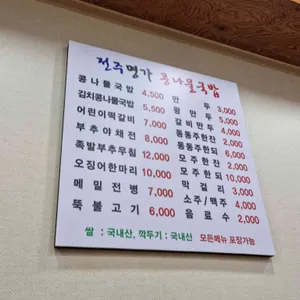 전주명가 콩나물국밥
콩나물국밥 4,500 만두 3,000
김치콩나물국밥 5,500 왕만두 5,000
어린이떡갈비 7,000 갈비만두 4,000
부추야채전 8,000 동동주한잔 2,000
족발부추무침 12,000 동동주한되 6,000
오징어한마리 10,000 모주한잔 2,000
메밀전병 7,000 모주한되 10,000
뚝불고기 6,000 막걸리 3,000
소주/맥주 4,000
음료수 2,000
쌀 : 국내산, 깍두기 : 국내산 모든메뉴 포장가능